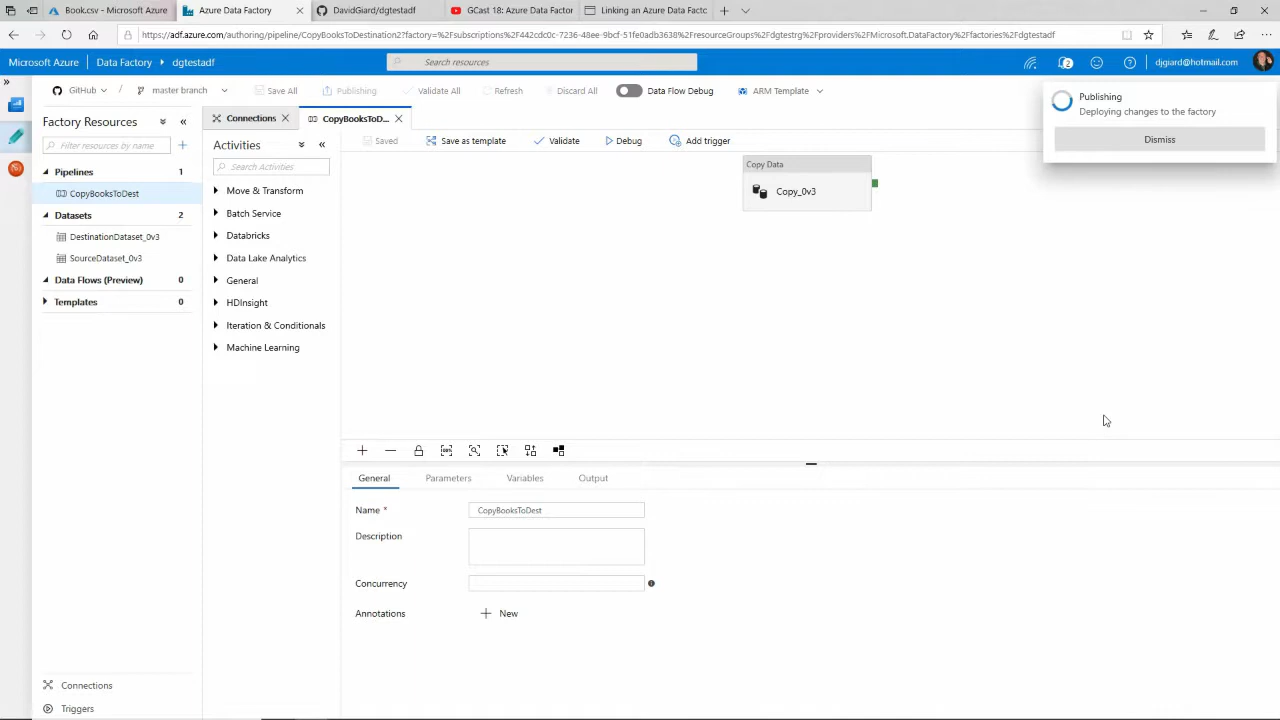 Book.csv - Microsoft Azure
Azure Data Factory
DavidGiard/dgtestadf
GCast 18: Azure Data Factor
Linking an Azure Data Factc
https://adf.azure.com/authoring/pipeline/CopyBooksToDestination2?factory=%2Fsubscriptions%2F442cdc0c-7236-48ee-9bcf-51fe0adb3638%2FresourceGroups%2Fdgtestrg%2Fproviders%2FMicrosoft.DataFactory%2Ffactories%2Fdgtestadf
Microsoft Azure
Data Factory
dgtestadf
Search resources
2
djgiard@hotmail.com
GitHub
/
master branch
Save All
Publishing
Validate All
Refresh
Discard All
Data Flow Debug
ARM Template
Publishing
Deploying changes to the factory
Dismiss
Factory Resources
Filter resources by name
Pipelines 1
CopyBooksToDest
Datasets 2
DestinationDataset_0v3
SourceDataset_0v3
Data Flows (Preview) 0
Templates 0
Connections
Triggers
Connections
CopyBooksToD...
Activities
Search Activities
Move & Transform
Batch Service
Databricks
Data Lake Analytics
General
HDInsight
Iteration & Conditionals
Machine Learning
Saved
Save as template
Validate
Debug
Add trigger
Copy Data
Copy_0v3
General
Parameters
Variables
Output
Name *
CopyBooksToDest
Description
Concurrency
Annotations
New